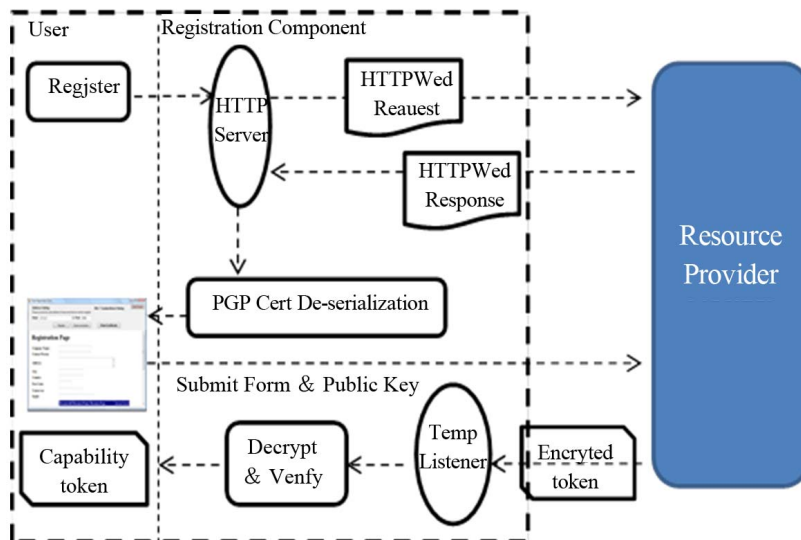 User
Registration Component
Register
HTTP
Server
HTTPWed
Reauest
HTTPWed
Response
Resource
Provider
PGP Cert De-serialization
Registration Page
Submit Form & Public Key
Capability
token
Decrypt
& Venfy
Temp
Listener
Encryted
token